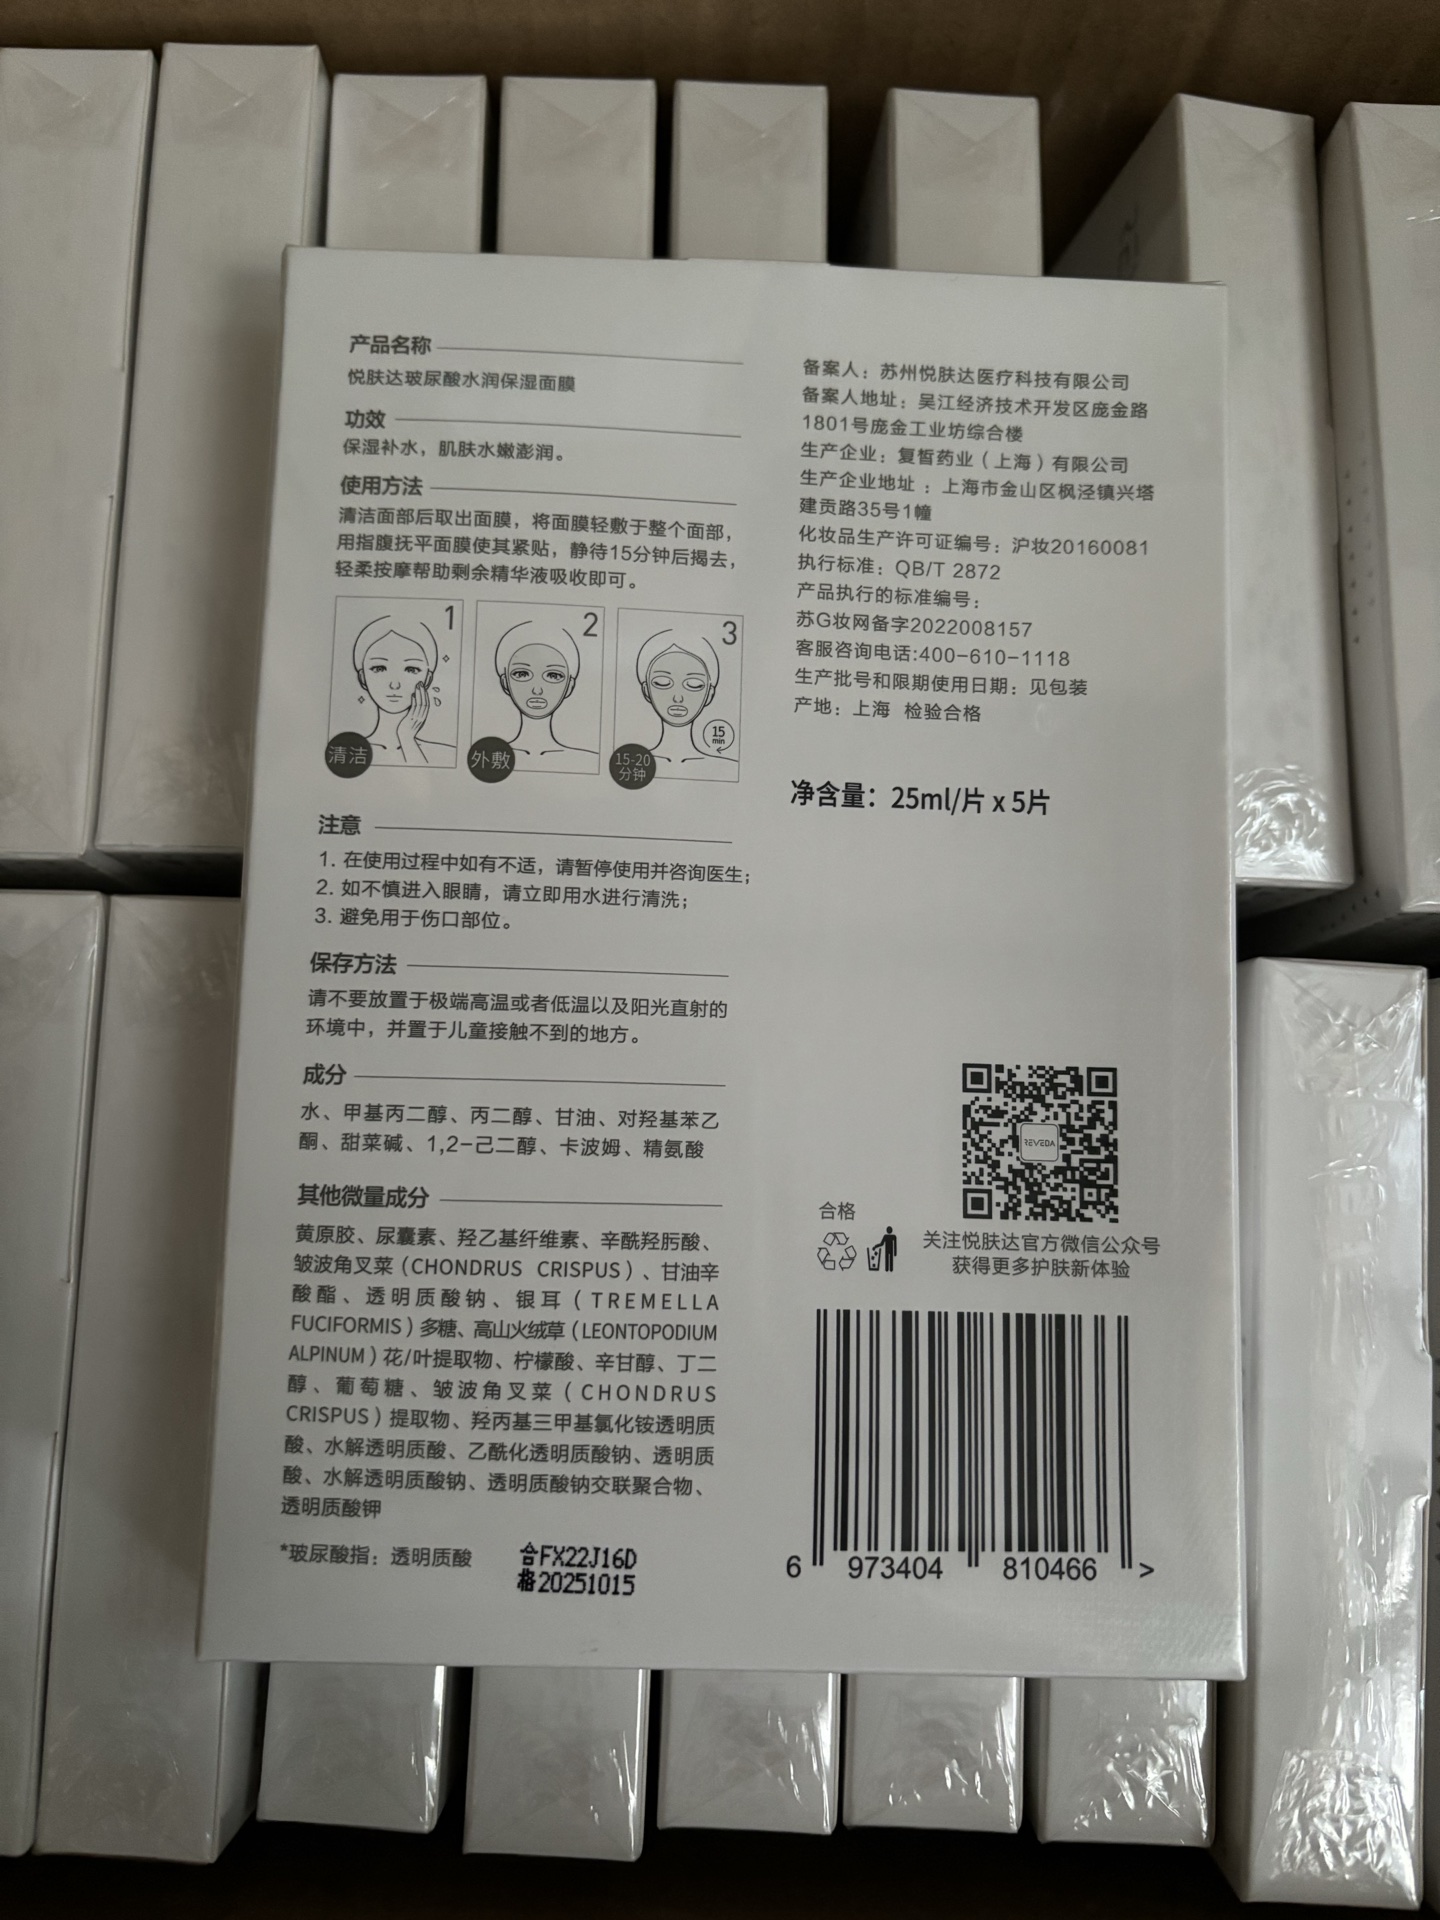 产品名称
悦肤达玻尿酸水润保湿面膜
功效
保湿补水，肌肤水嫩澎润。
使用方法
清洁面部后取出面膜，将面膜轻敷于整个面部，
用指腹抚平面膜使其紧贴，静待15分钟后揭去，
轻柔按摩帮助剩余精华液吸收即可。
1
清洁
2
外敷
3
15
min
15-20
分钟
注意
1. 在使用过程中如有不适，请暂停使用并咨询医生；
2. 如不慎进入眼睛，请立即用水进行清洗；
3. 避免用于伤口部位。
保存方法
请不要放置于极端高温或者低温以及阳光直射的
环境中，并置于儿童接触不到的地方。
成分
水、甲基丙二醇、丙二醇、甘油、对羟基苯乙
酮、甜菜碱、1,2-己二醇、卡波姆、精氨酸
其他微量成分
黄原胶、尿囊素、羟乙基纤维素、辛酰羟肟酸、
皱波角叉菜（CHONDRUS CRISPUS）、甘油辛
酸酯、透明质酸钠、银耳（TREMELLA
FUCIFORMIS）多糖、高山火绒草（LEONTOPODIUM
ALPINUM）花/叶提取物、柠檬酸、辛甘醇、丁二
醇、葡萄糖、皱波角叉菜（CHONDRUS
CRISPUS）提取物、羟丙基三甲基氯化铵透明质
酸、水解透明质酸、乙酰化透明质酸钠、透明质
酸、水解透明质酸钠、透明质酸钠交联聚合物、
透明质酸钾
*玻尿酸指：透明质酸
合FX22J16D
格20251015
备案人：苏州悦肤达医疗科技有限公司
备案人地址：吴江经济技术开发区庞金路
1801号庞金工业坊综合楼
生产企业：复皙药业（上海）有限公司
生产企业地址：上海市金山区枫泾镇兴塔
建贡路35号1幢
化妆品生产许可证编号：沪妆20160081
执行标准：QB/T 2872
产品执行的标准编号：
苏G妆网备字2022008157
客服咨询电话:400-610-1118
生产批号和限期使用日期：见包装
产地：上海 检验合格
净含量：25ml/片 x 5片
REVEDA
合格
关注悦肤达官方微信公众号
获得更多护肤新体验
6 973404 810466 >